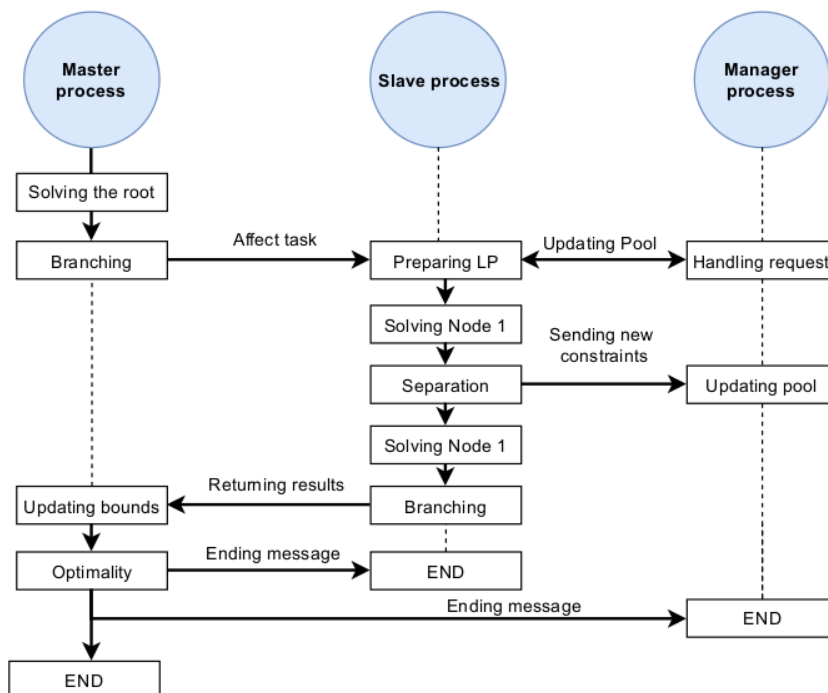 Master
process
Slave process
Manager
process
Solving the root
Branching
Affect task
Preparing LP
Updating Pool
Handling request
Solving Node 1
Sending new
constraints
Separation
Updating pool
Solving Node 1
Returning results
Updating bounds
Branching
Ending message
Optimality
END
Ending message
END
END